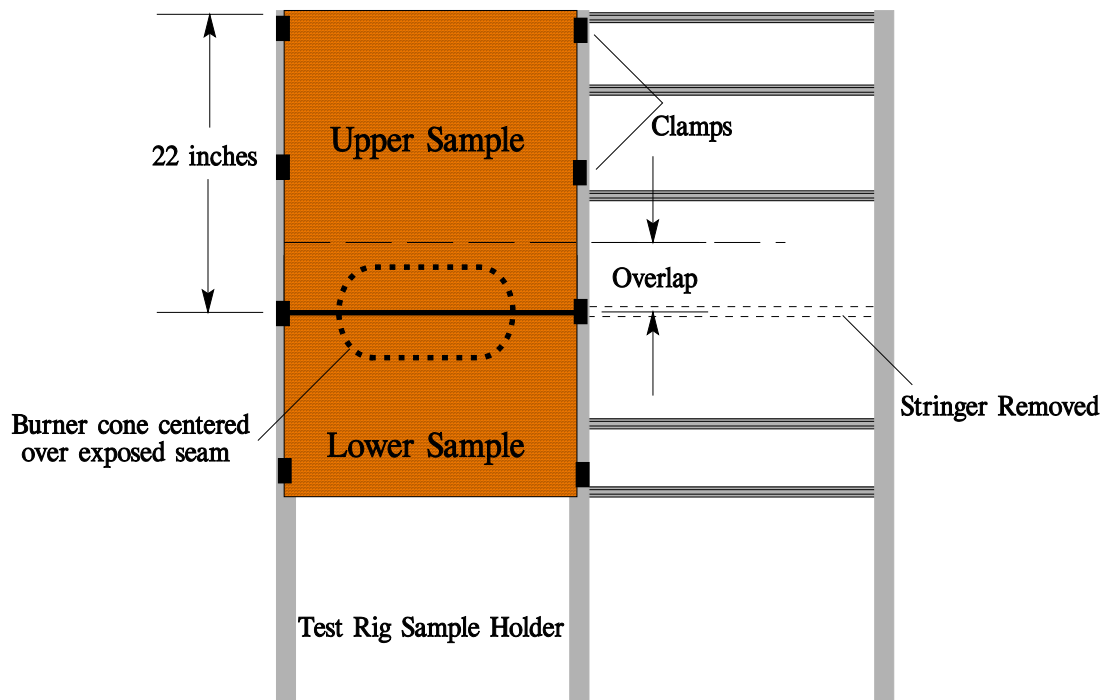 Upper Sample
Clamps
22 inches
Overlap
Stringer Removed
Burner cone centered
over exposed seam
Lower Sample
Test Rig Sample Holder